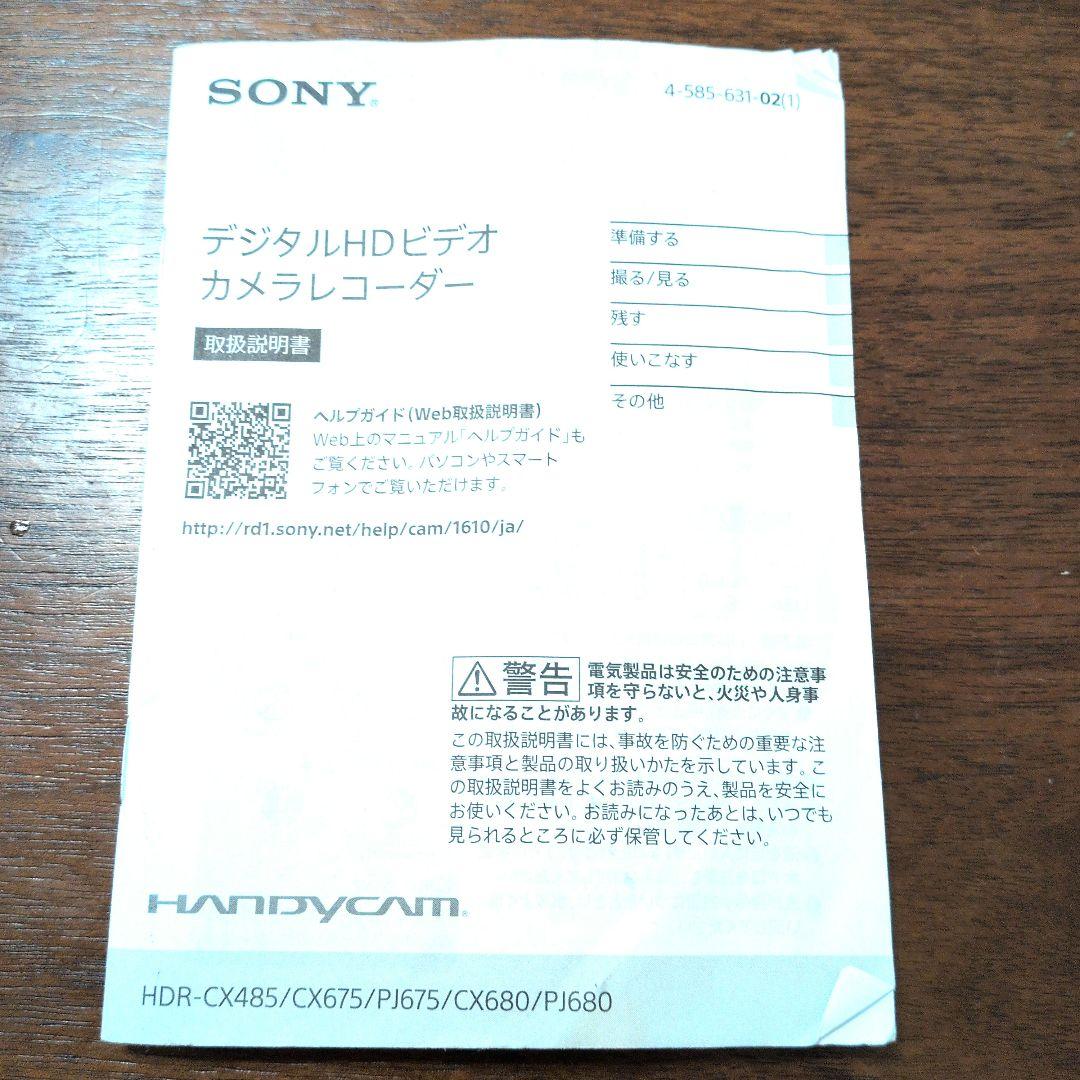 SONY®
4-585-631-02(1)
デジタルHDビデオ
カメラレコーダー
取扱説明書
準備する
撮る/見る
残す
使いこなす
その他
ヘルプガイド(Web取扱説明書)
Web上のマニュアル「ヘルプガイド」も
ご覧ください。パソコンやスマート
フォンでご覧いただけます。
http://rd1.sony.net/help/cam/1610/ja/
警告 電気製品は安全のための注意事
項を守らないと、火災や人身事
故になることがあります。
この取扱説明書には、事故を防ぐための重要な注
意事項と製品の取り扱いかたを示しています。こ
の取扱説明書をよくお読みのうえ、製品を安全に
お使いください。お読みになったあとは、いつでも
見られるところに必ず保管してください。
HANDYCAM®
HDR-CX485/CX675/PJ675/CX680/PJ680